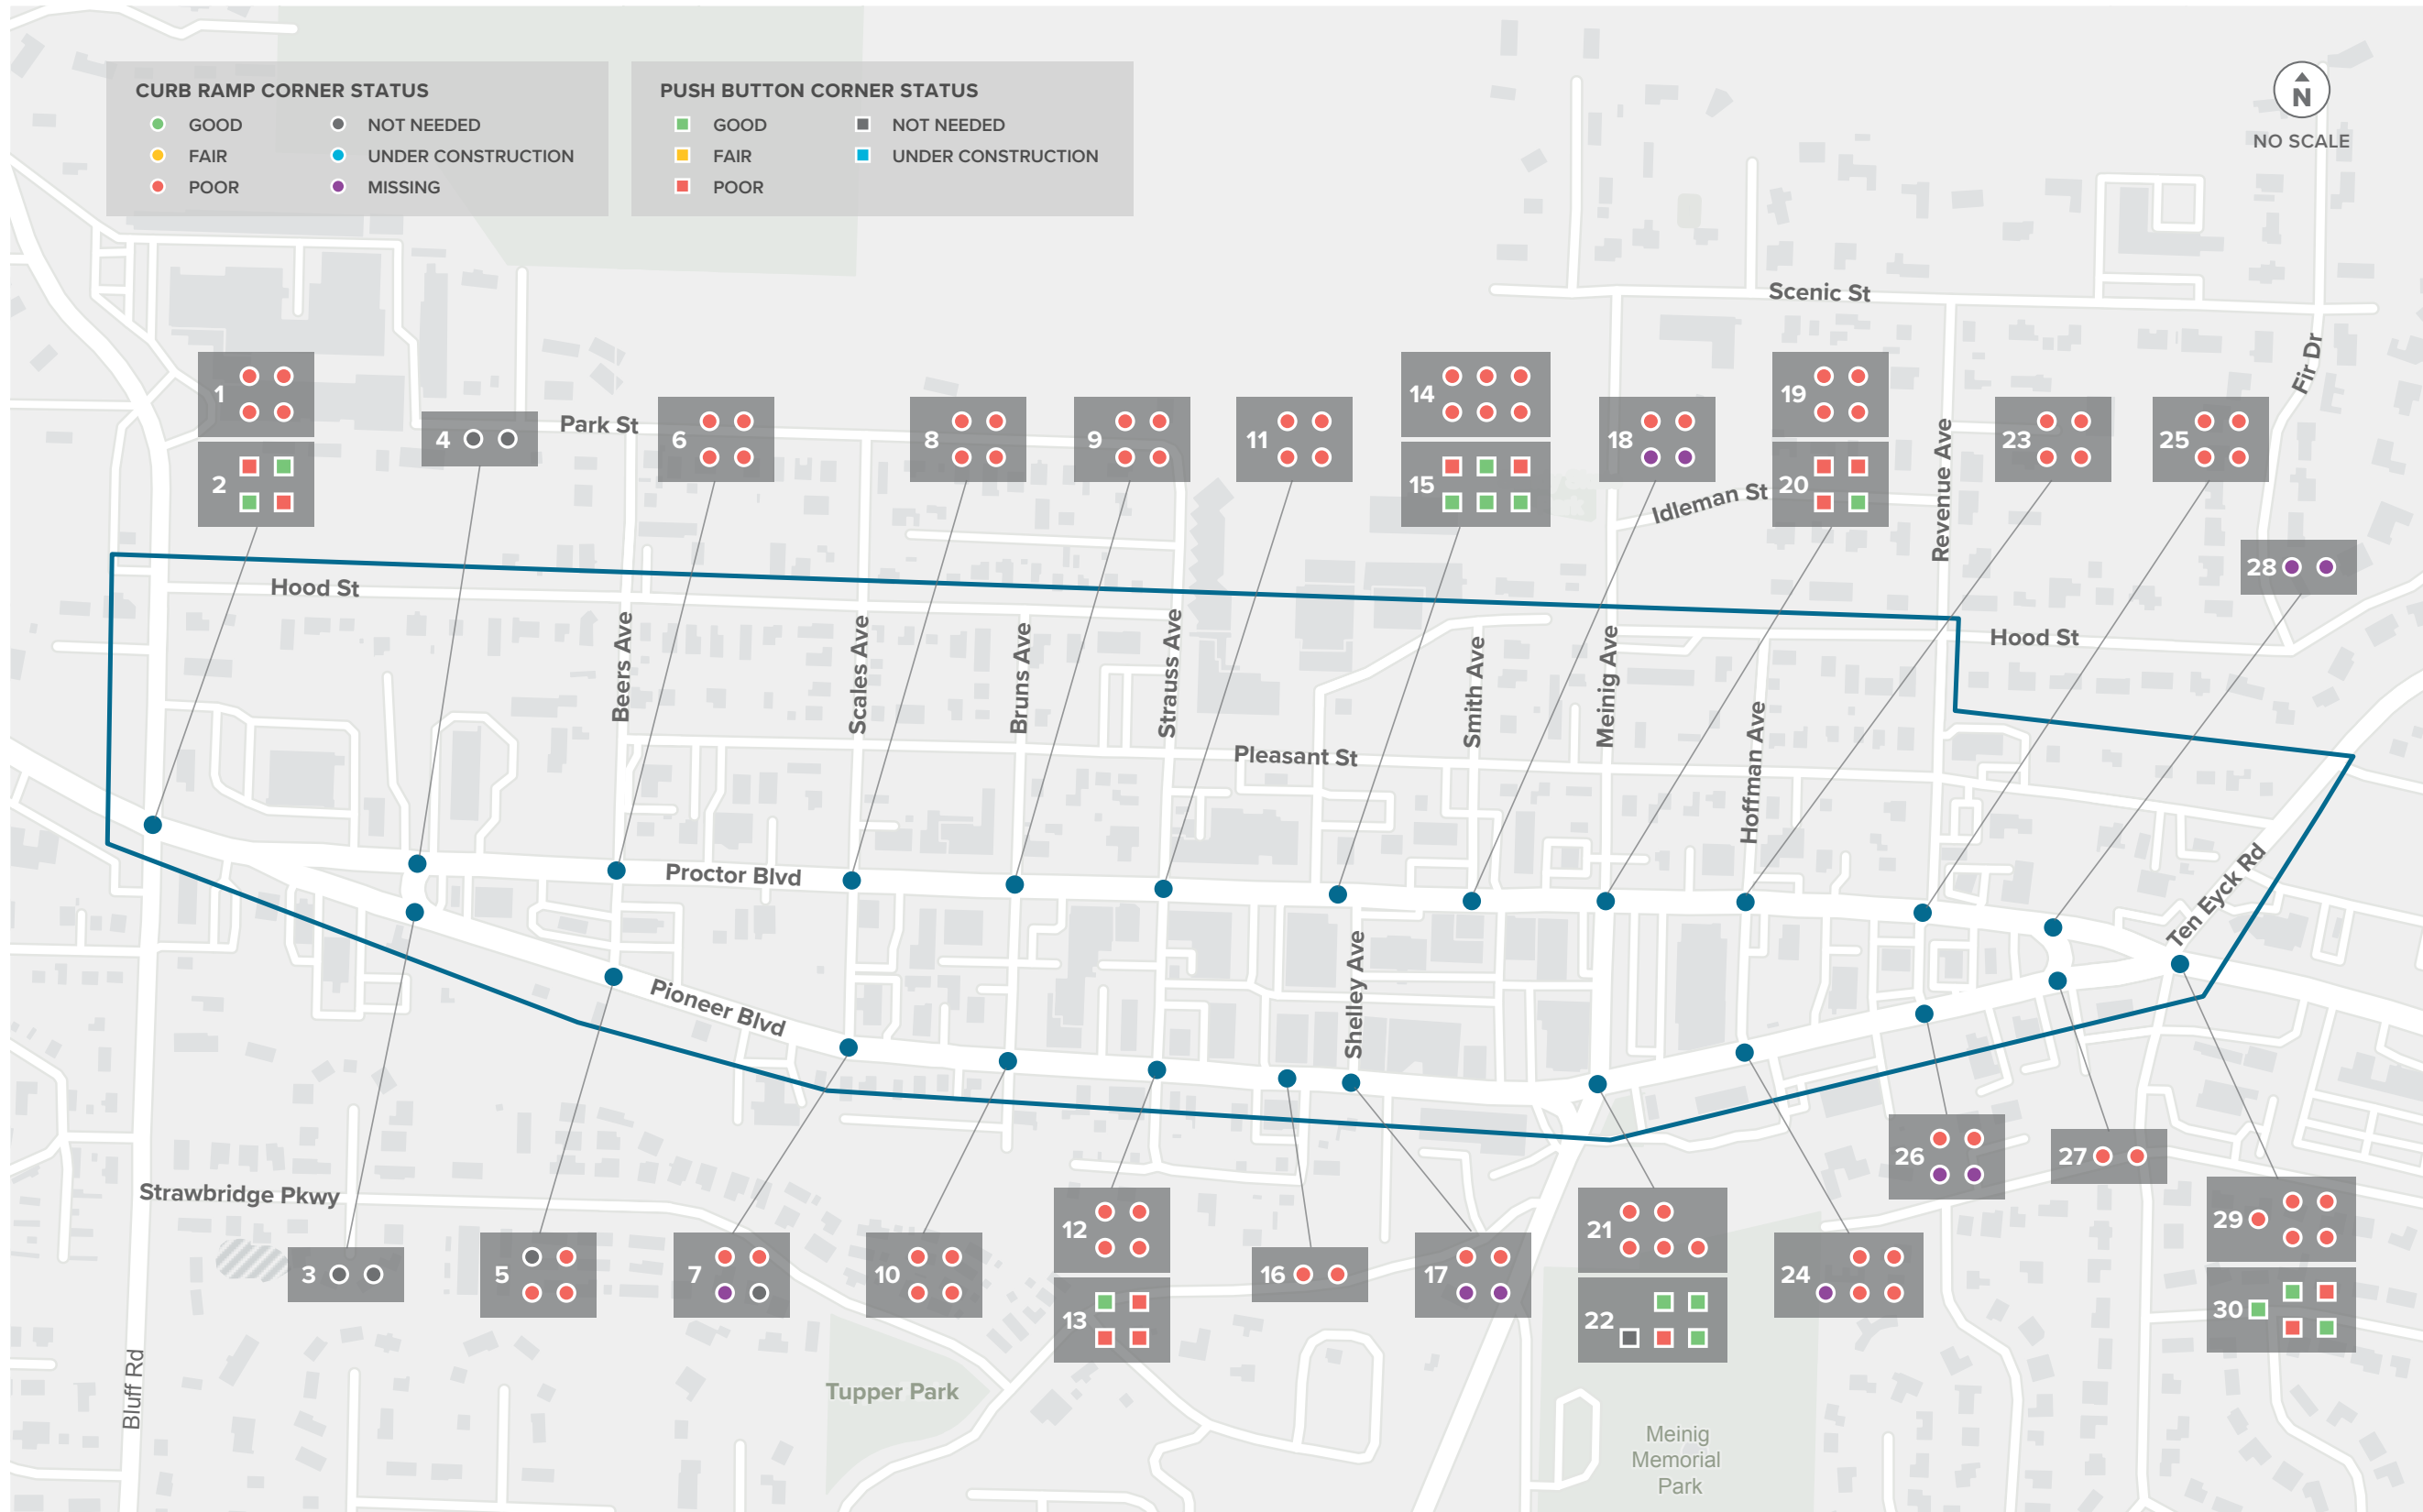 CURB RAMP CORNER STATUS
GOOD
NOT NEEDED
FAIR
UNDER CONSTRUCTION
POOR
MISSING
PUSH BUTTON CORNER STATUS
GOOD
NOT NEEDED
FAIR
UNDER CONSTRUCTION
POOR
N
NO SCALE
Scenic St
Fir Dr
1
2
4
Park St
6
8
9
11
14
15
18
Idleman St
19
20
Revenue Ave
23
25
28
Hood St
Hood St
Beers Ave
Scales Ave
Bruns Ave
Strauss Ave
Smith Ave
Meinig Ave
Hoffman Ave
Pleasant St
Proctor Blvd
Ten Eyck Rd
Pioneer Blvd
Shelley Ave
Strawbridge Pkwy
3
5
7
10
12
13
16
17
21
22
24
26
27
29
30
Bluff Rd
Tupper Park
Meinig
Memorial
Park